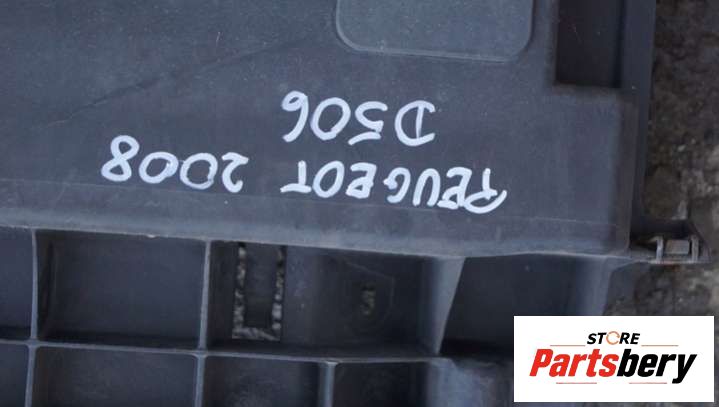 PEUGEOT 2008
D506
STORE
Partsbery